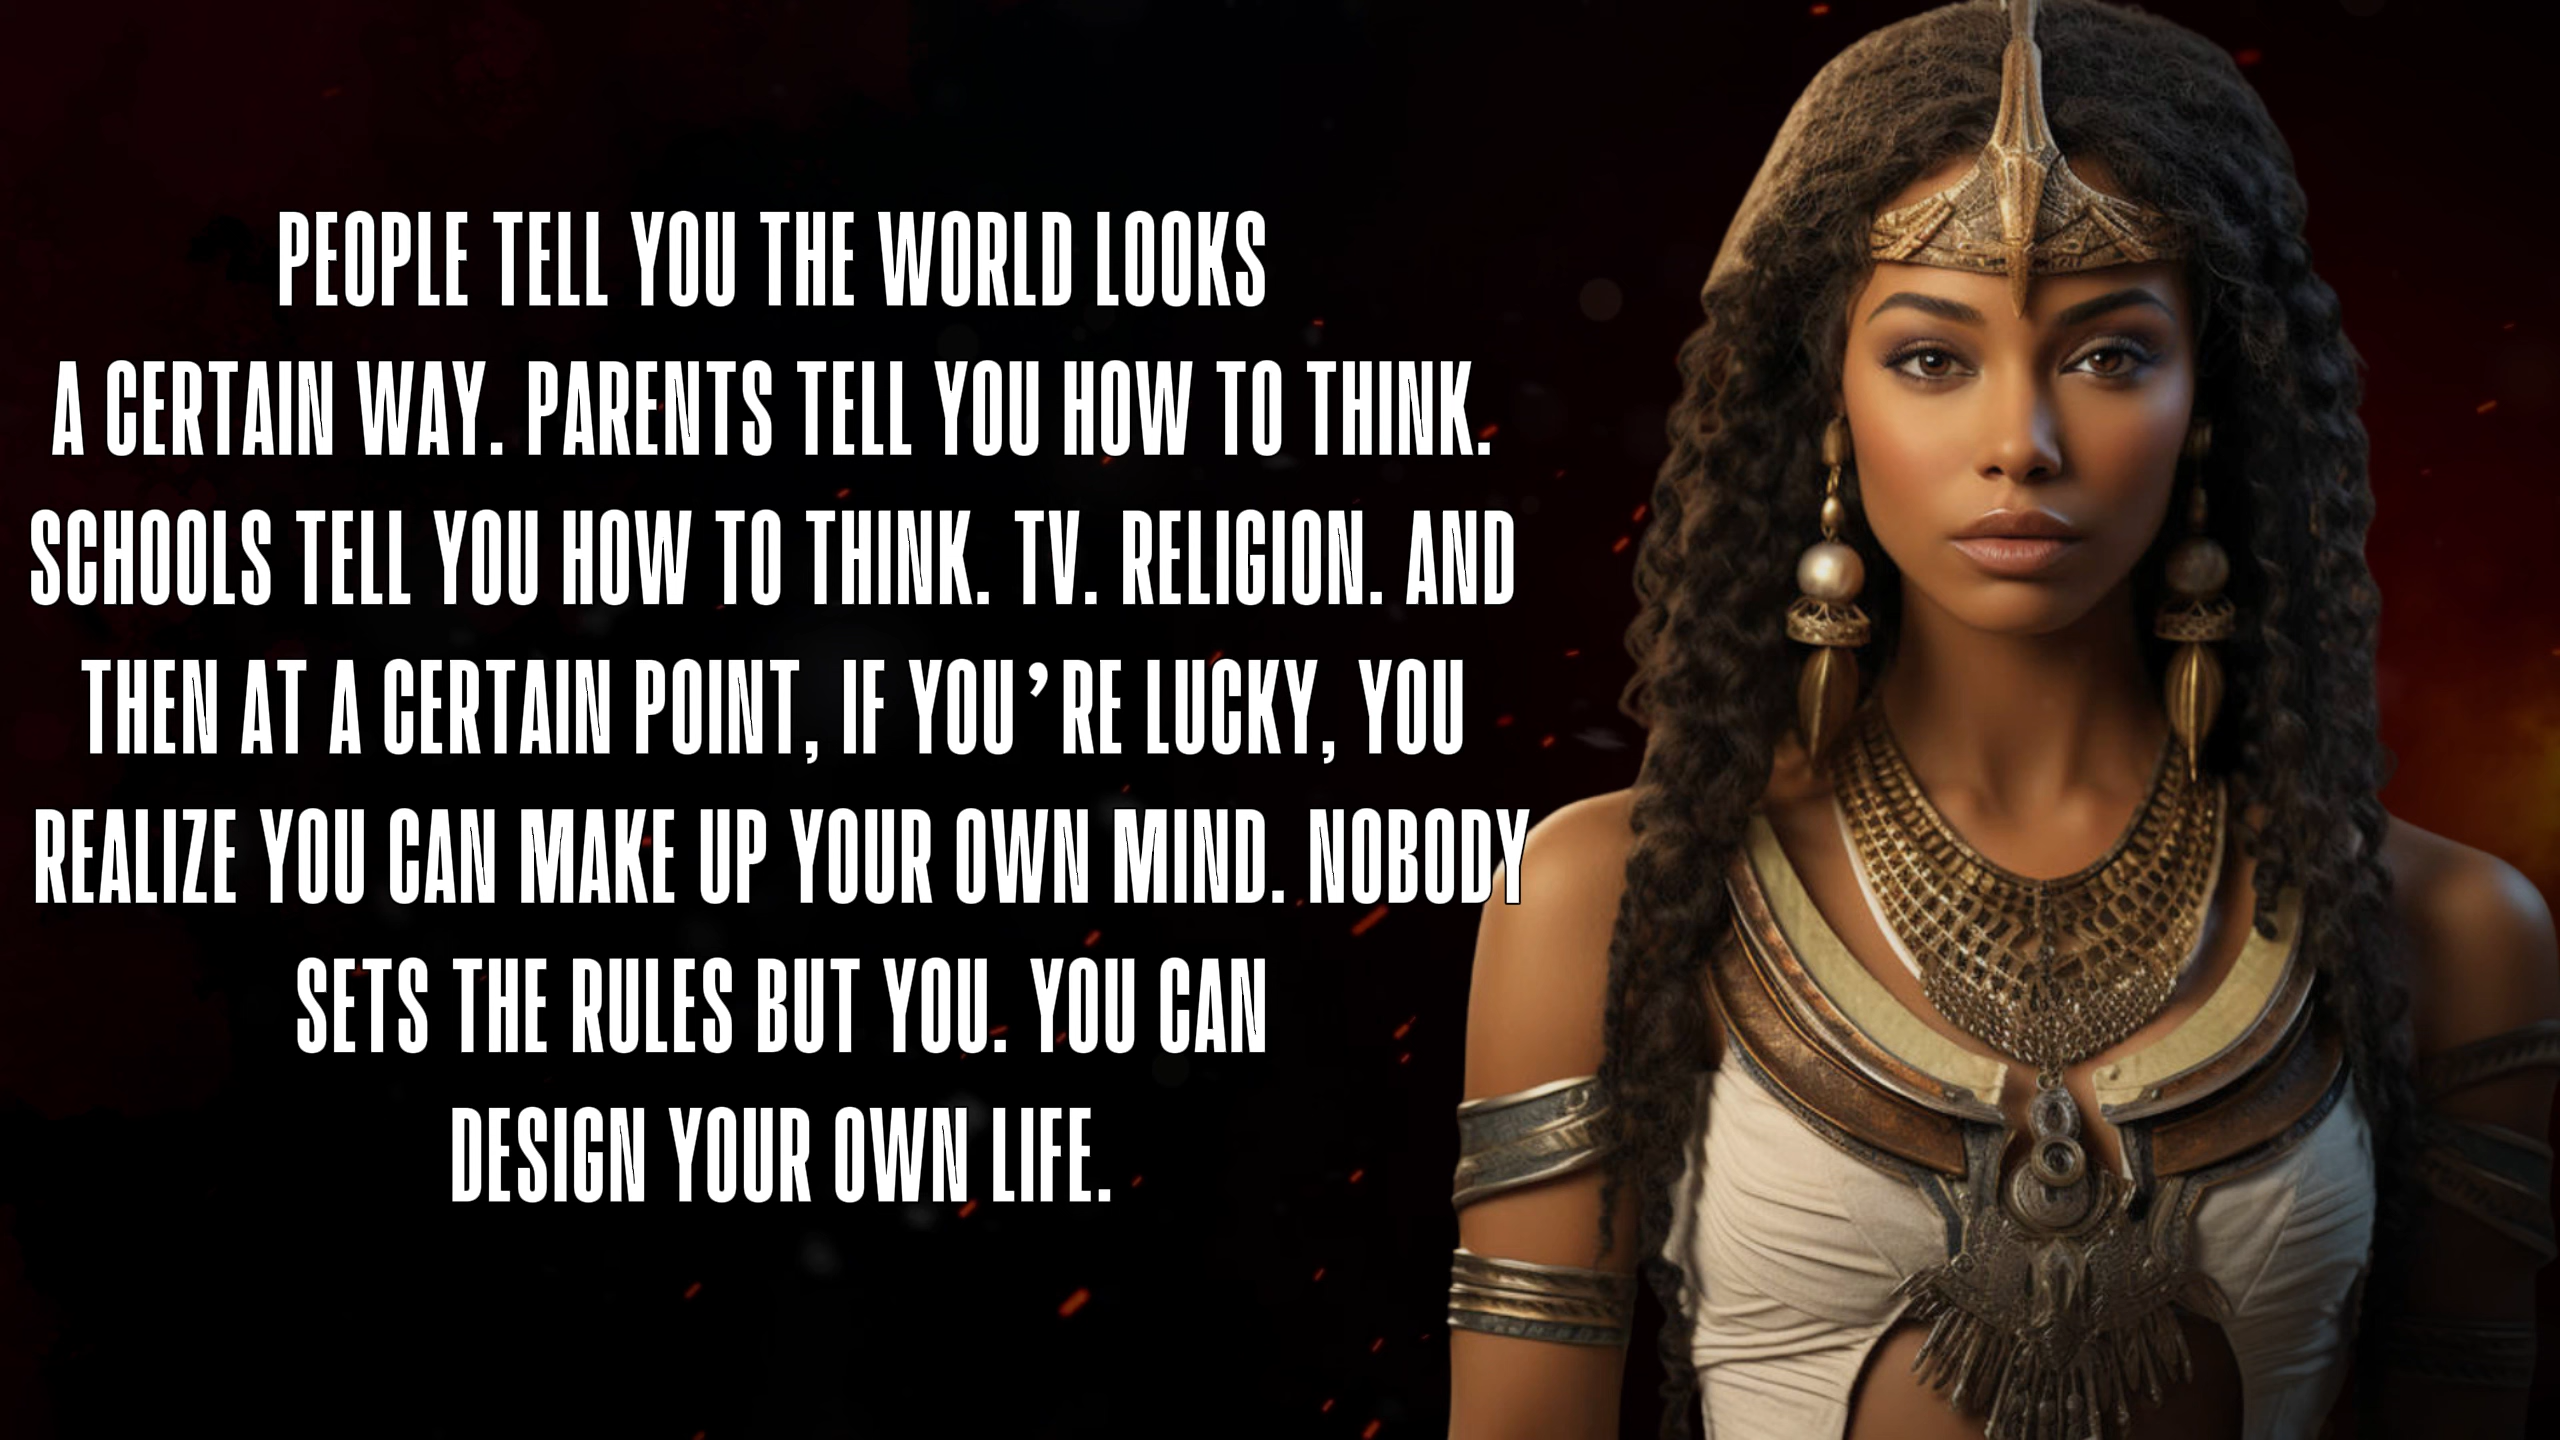 PEOPLE TELL YOU THE WORLD LOOKS
A CERTAIN WAY. PARENTS TELL YOU HOW TO THINK.
SCHOOLS TELL YOU HOW TO THINK. TV. RELIGION. AND
THEN AT A CERTAIN POINT, IF YOU’RE LUCKY, YOU
REALIZE YOU CAN MAKE UP YOUR OWN MIND. NOBODY
SETS THE RULES BUT YOU. YOU CAN
DESIGN YOUR OWN LIFE.